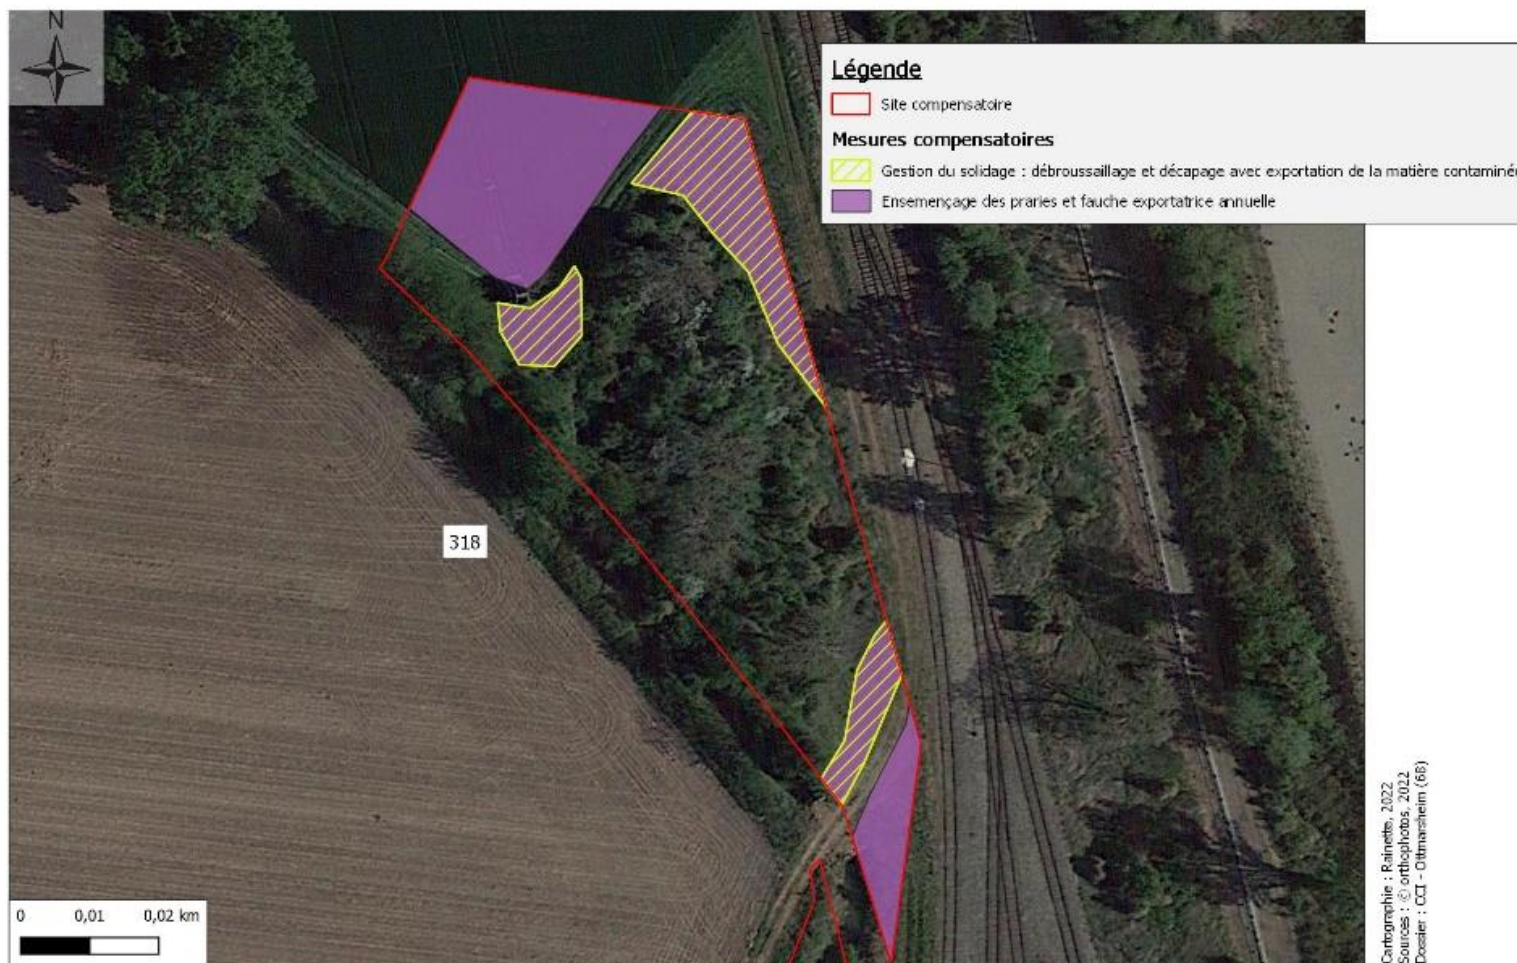 N
Légende
Site compensatoire
Mesures compensatoires
Gestion du solidage : débroussaillage et décapage avec exportation de la matière contaminée
Ensemençage des praries et fauche exportatrice annuelle
318
0 0,01 0,02 km
Cartographie : Rainette, 2022
Sources : © orthophotos, 2022
Dossier : CCI - Ottmarsheim (68)